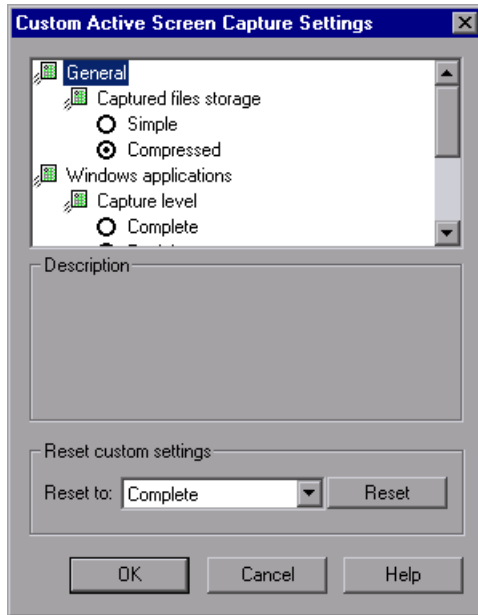 Custom Active Screen Capture Settings
General
Captured files storage
Simple
Compressed
Windows applications
Capture level
Complete
Description
Reset custom settings
Reset to: Complete Reset
OK Cancel Help